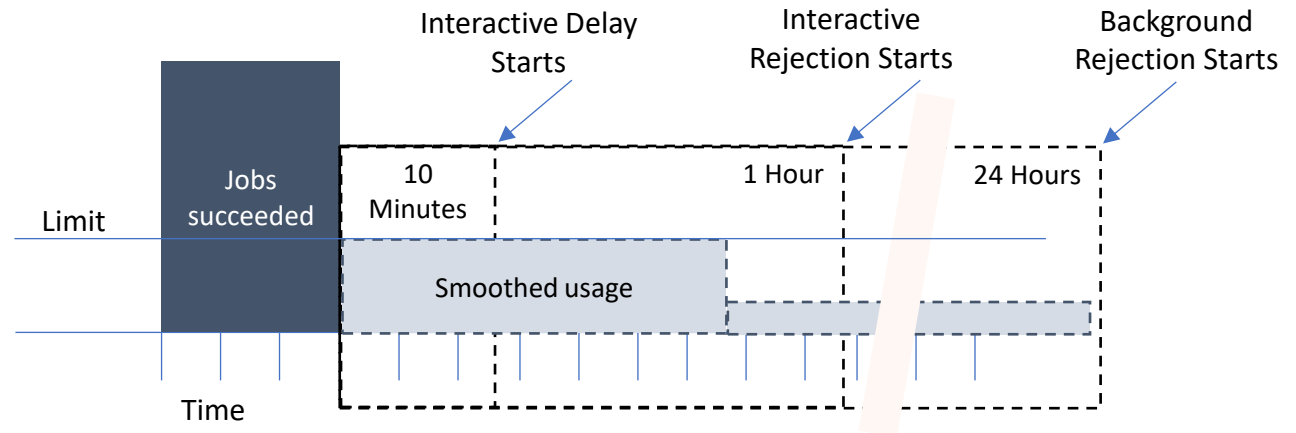 Interactive Delay
Starts
Interactive
Rejection Starts
Background
Rejection Starts
Jobs
succeeded
10
Minutes
1 Hour
24 Hours
Limit
Smoothed usage
Time